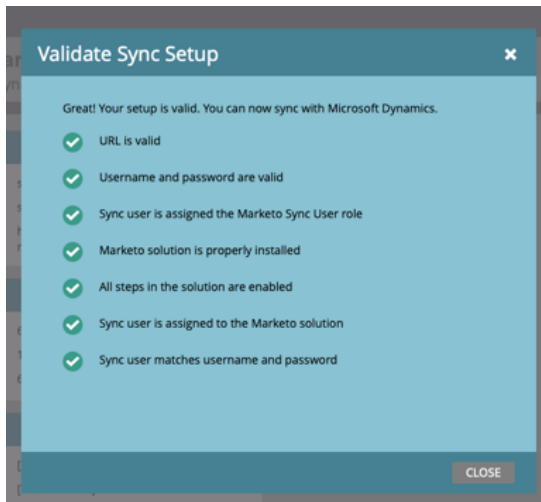 Validate Sync Setup
Great! Your setup is valid. You can now sync with Microsoft Dynamics.
URL is valid
Username and password are valid
Sync user is assigned the Marketo Sync User role
Marketo solution is properly installed
All steps in the solution are enabled
Sync user is assigned to the Marketo solution
Sync user matches username and password
CLOSE